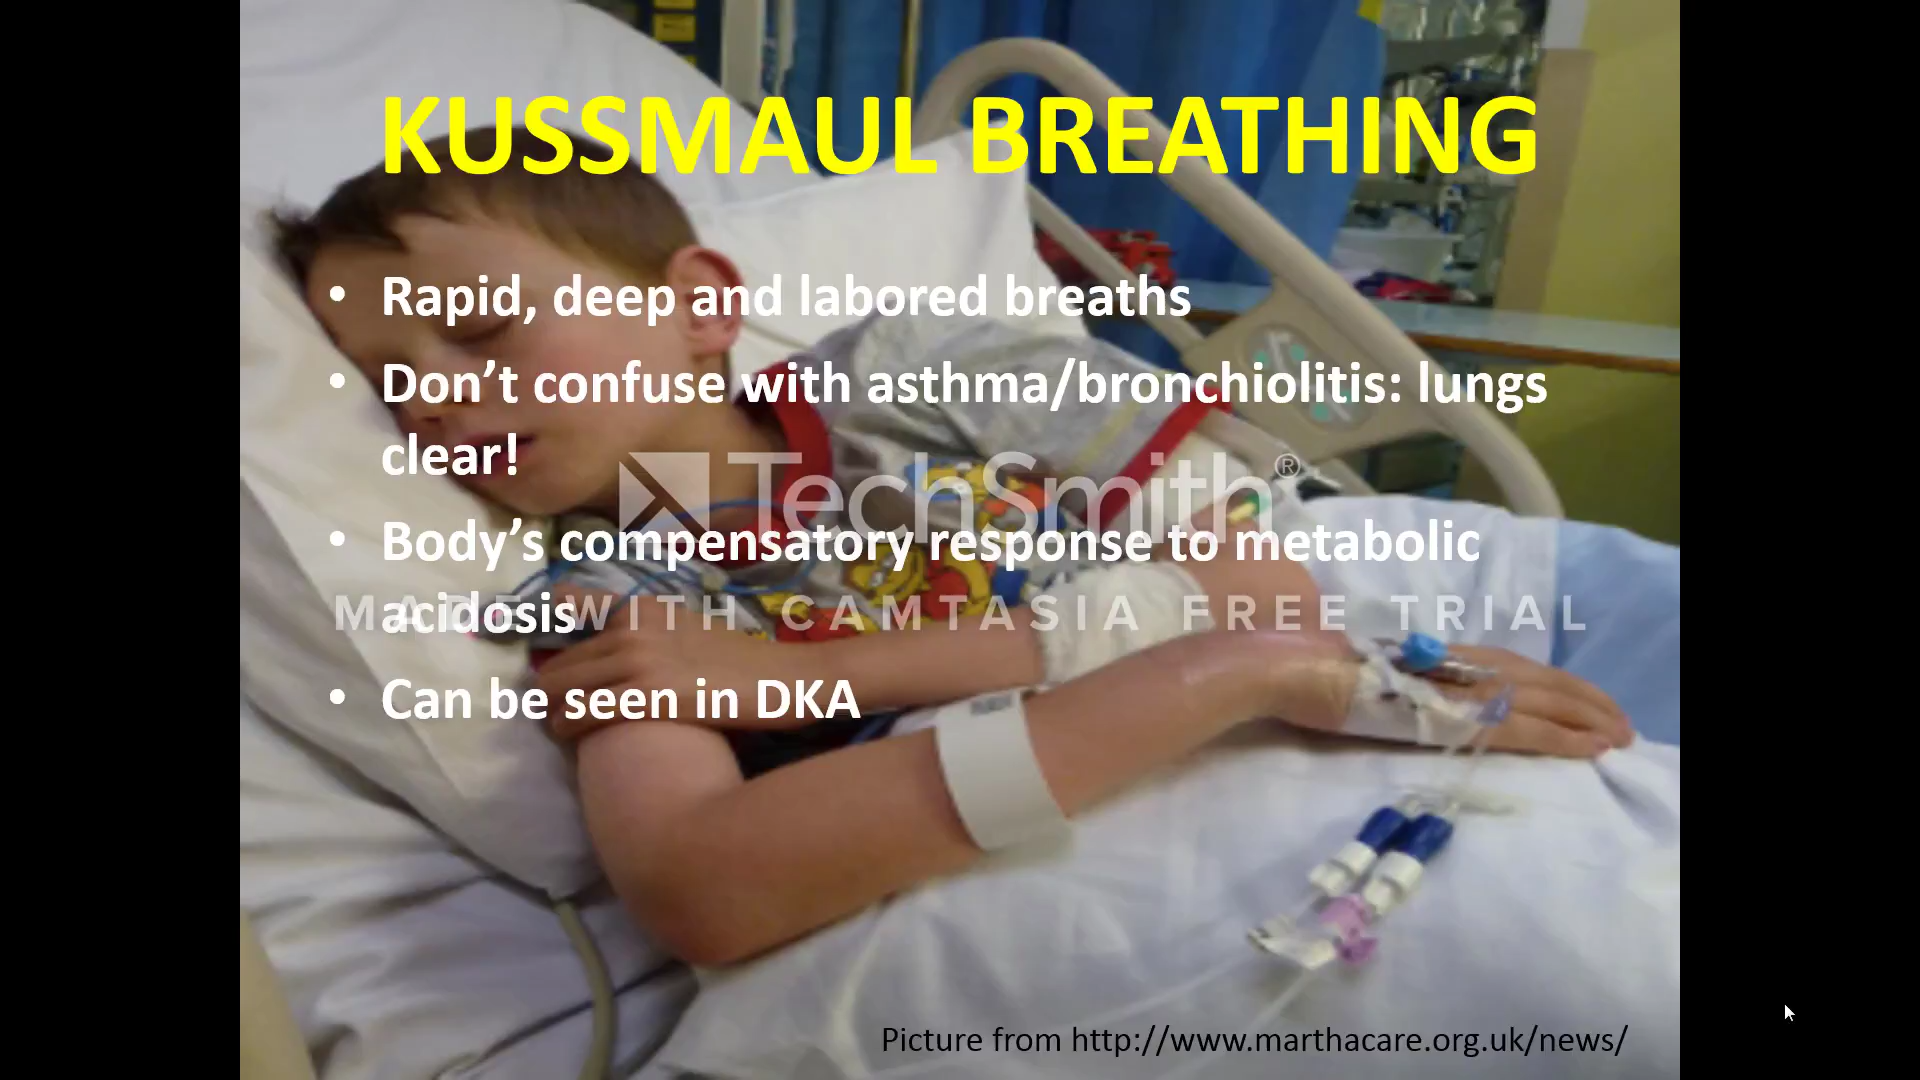 KUSSMAUL BREATHING
• Rapid, deep and labored breaths
• Don’t confuse with asthma/bronchiolitis: lungs
clear!
TechSmith®
• Body’s compensatory response to metabolic
acidosis
MADE WITH CAMTASIA FREE TRIAL
• Can be seen in DKA
Picture from http://www.marthacare.org.uk/news/